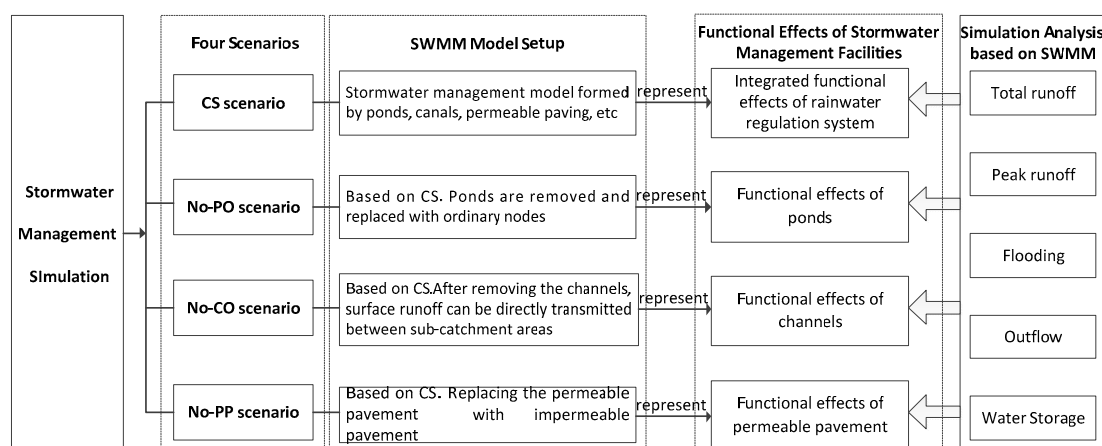 Four Scenarios
SWMM Model Setup
Functional Effects of Stormwater
Management Facilities
Simulation Analysis
based on SWMM
Stormwater
Management
SImulation
CS scenario
Stormwater management model formed
by ponds, canals, permeable paving, etc
represent
Integrated functional
effects of rainwater
regulation system
No-PO scenario
Based on CS. Ponds are removed and
replaced with ordinary nodes
represent
Functional effects of
ponds
No-CO scenario
Based on CS.After removing the channels,
surface runoff can be directly transmitted
between sub-catchment areas
represent
Functional effects of
channels
No-PP scenario
Based on CS. Replacing the permeable
pavement with impermeable
pavement
represent
Functional effects of
permeable pavement
Total runoff
Peak runoff
Flooding
Outflow
Water Storage